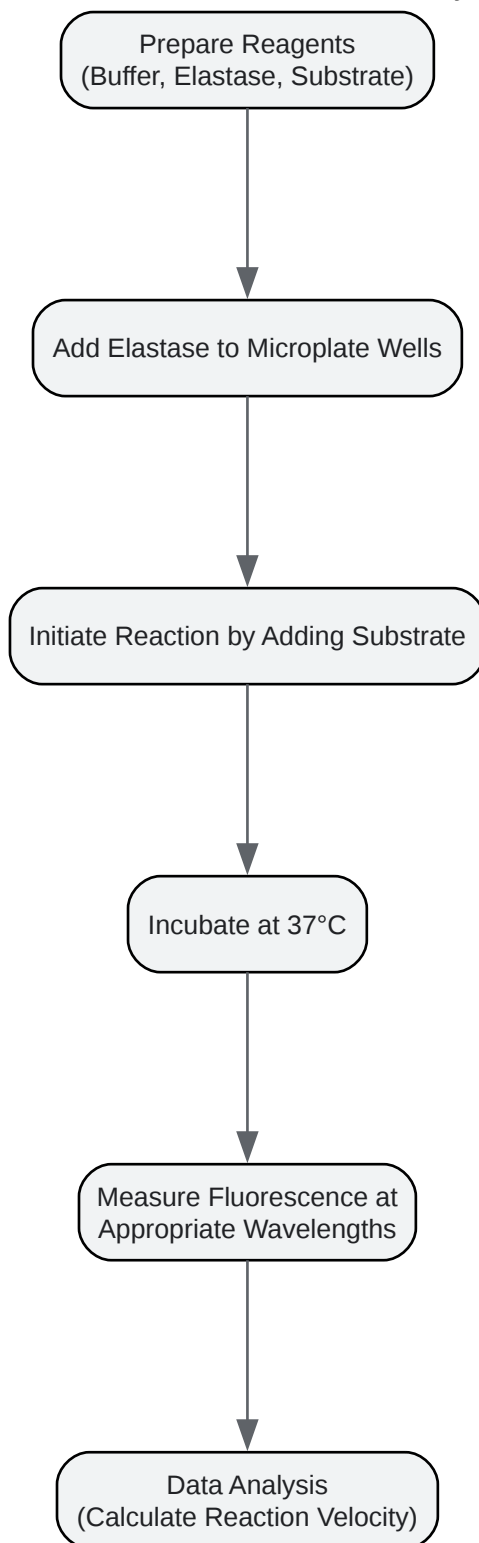 Prepare Reagents
(Buffer, Elastase, Substrate)
Add Elastase to Microplate Wells
Initiate Reaction by Adding Substrate
Incubate at 37°C
Measure Fluorescence at
Appropriate Wavelengths
Data Analysis
(Calculate Reaction Velocity)